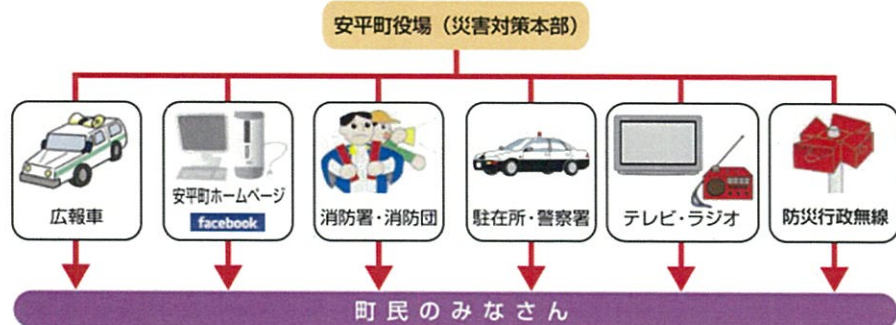 安平町役場（災害対策本部）
広報車
安平町ホームページ
facebook
消防署・消防団
駐在所・警察署
テレビ・ラジオ
防災行政無線
町民のみなさん